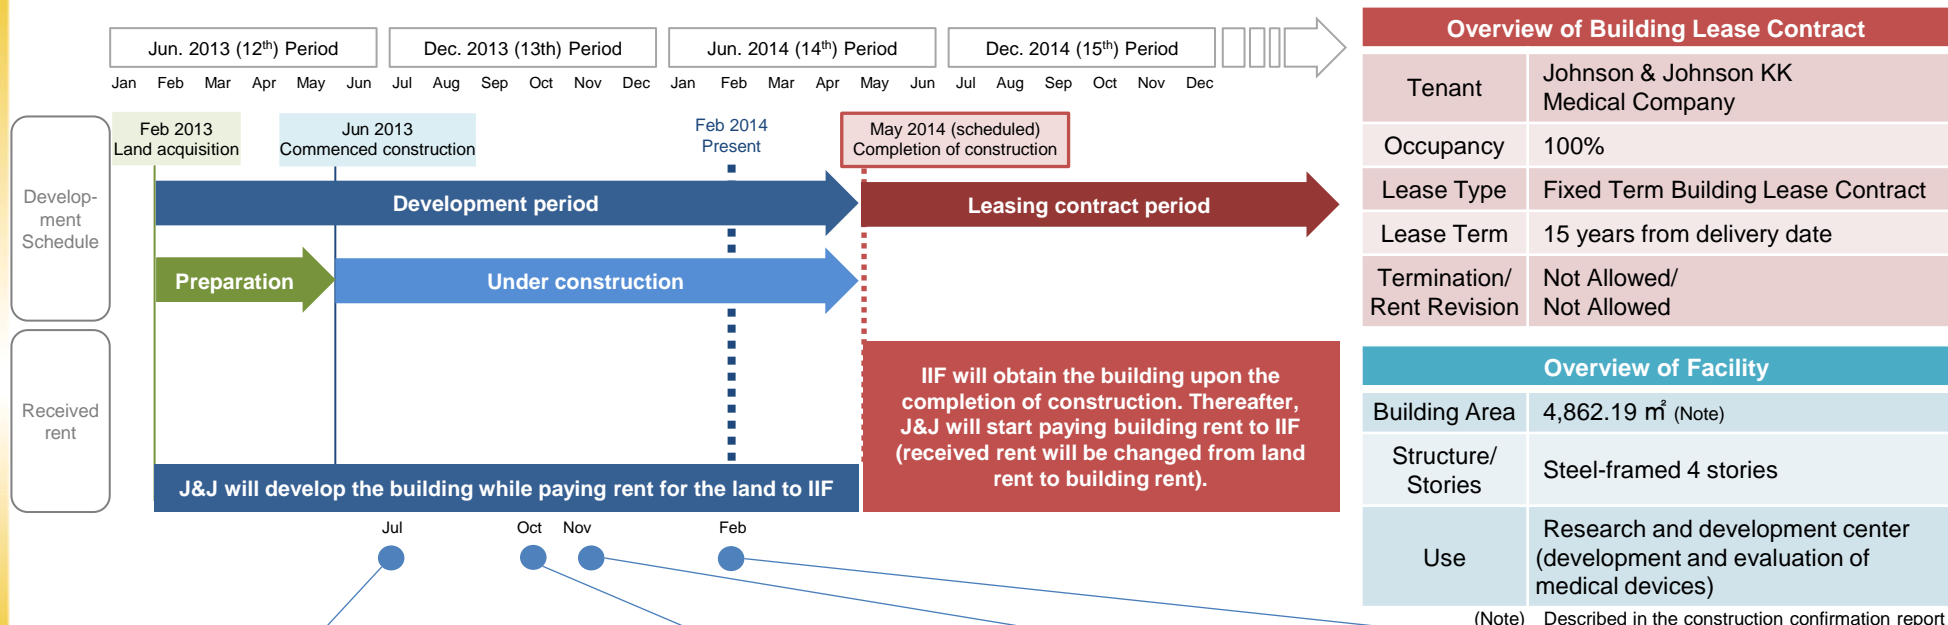 Jun. 2013 (12th) Period
Dec. 2013 (13th) Period
Jun. 2014 (14th) Period
Dec. 2014 (15th) Period
Jan Feb Mar Apr May Jun Jul Aug Sep Oct Nov Dec Jan Feb Mar Apr May Jun Jul Aug Sep Oct Nov Dec
Develop-
ment
Schedule
Feb 2013
Land acquisition
Jun 2013
Commenced construction
Feb 2014
Present
May 2014 (scheduled)
Completion of construction
Development period
Leasing contract period
Preparation
Under construction
Received
rent
J&J will develop the building while paying rent for the land to IIF
IIF will obtain the building upon the
completion of construction. Thereafter,
J&J will start paying building rent to IIF
(received rent will be changed from land
rent to building rent).
Jul
Oct
Nov
Feb
Overview of Building Lease Contract
Tenant
Johnson & Johnson KK
Medical Company
Occupancy
100%
Lease Type
Fixed Term Building Lease Contract
Lease Term
15 years from delivery date
Termination/
Rent Revision
Not Allowed/
Not Allowed
Overview of Facility
Building Area
4,862.19 ㎡ (Note)
Structure/
Stories
Steel-framed 4 stories
Use
Research and development center
(development and evaluation of
medical devices)
(Note) Described in the construction confirmation report